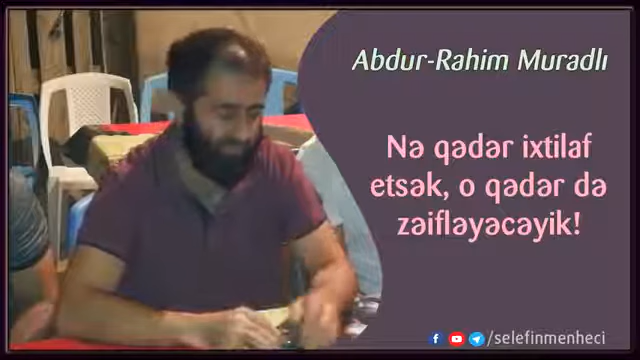 Abdur-Rahim Muradlı
Nə qədər ixtilaf
etsək, o qədər də
zəifləyəcəyik!
/selefinmenheci